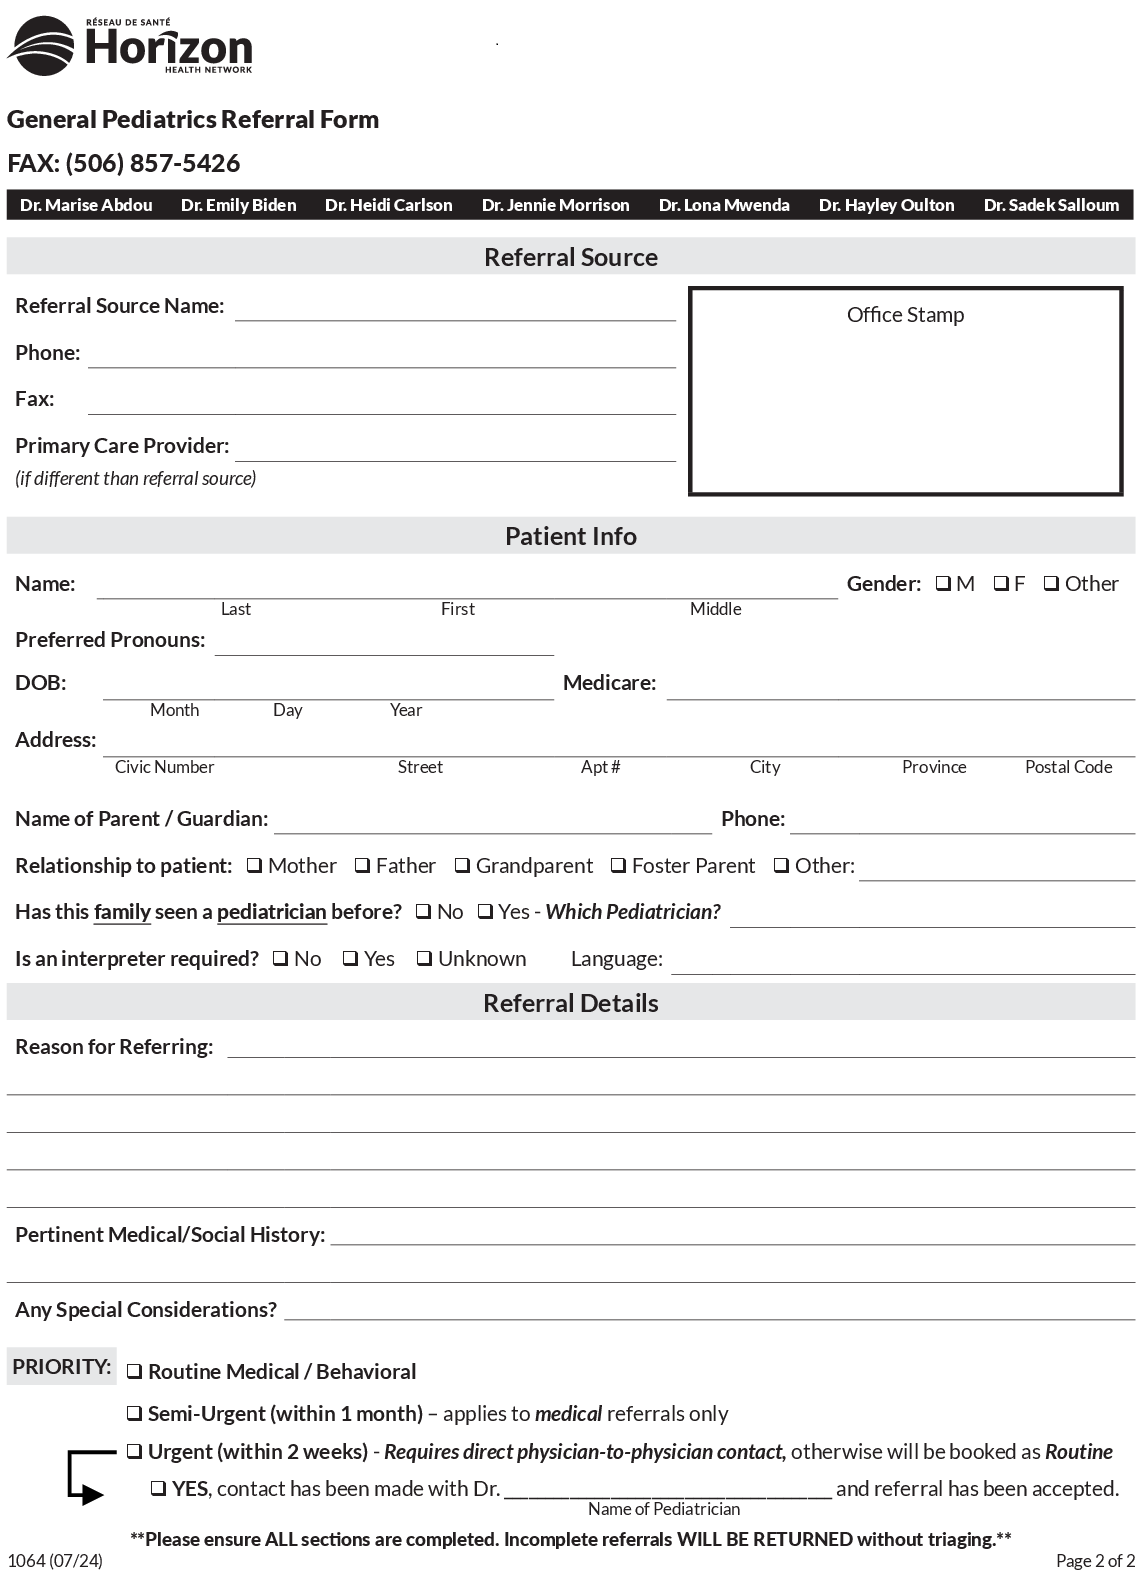 RÉSEAU DE SANTÉ
Horizon
HEALTH NETWORK
General Pediatrics Referral Form
FAX: (506) 857-5426
Dr. Marise Abdou Dr. Emily Biden Dr. Heidi Carlson Dr. Jennie Morrison Dr. Lona Mwenda Dr. Hayley Oulton Dr. Sadek Salloum
Referral Source
Referral Source Name:
Office Stamp
Phone:
Fax:
Primary Care Provider:
(if different than referral source)
Patient Info
Name: Gender: ❏ M ❏ F ❏ Other
Last First Middle
Preferred Pronouns:
DOB: Medicare:
Month Day Year
Address:
Civic Number Street Apt # City Province Postal Code
Name of Parent / Guardian: Phone:
Relationship to patient: ❏ Mother ❏ Father ❏ Grandparent ❏ Foster Parent ❏ Other:
Has this family seen a pediatrician before? ❏ No ❏ Yes - Which Pediatrician?
Is an interpreter required? ❏ No ❏ Yes ❏ Unknown Language:
Referral Details
Reason for Referring:
Pertinent Medical/Social History:
Any Special Considerations?
PRIORITY: ❏ Routine Medical / Behavioral
❏ Semi-Urgent (within 1 month) – applies to medical referrals only
❏ Urgent (within 2 weeks) - Requires direct physician-to-physician contact, otherwise will be booked as Routine
❏ YES, contact has been made with Dr. ______________________________ and referral has been accepted.
Name of Pediatrician
**Please ensure ALL sections are completed. Incomplete referrals WILL BE RETURNED without triaging.**
1064 (07/24) Page 2 of 2